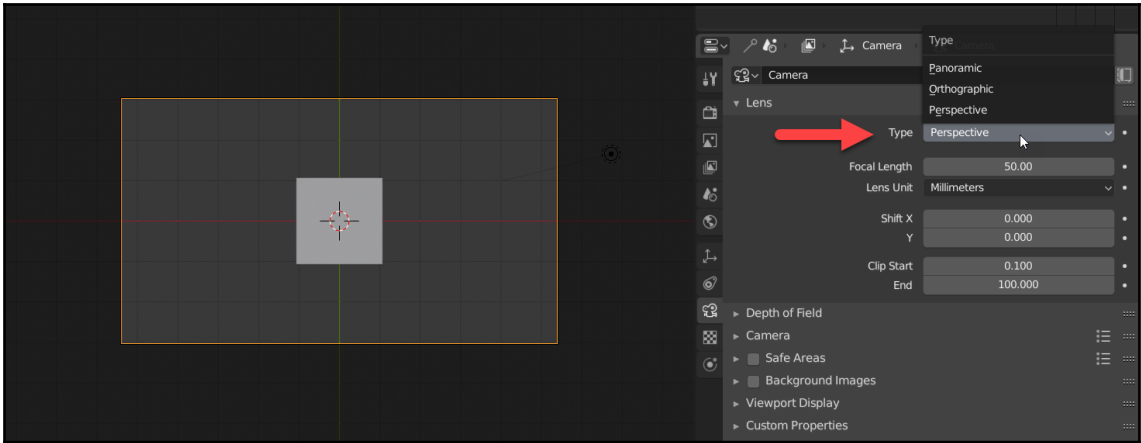 Type
Camera
Panoramic
Camera
Orthographic
Lens
Perspective
Type Perspective
Focal Length 50.00
Lens Unit Millimeters
Shift X 0.000
Y 0.000
Clip Start 0.100
End 100.000
Depth of Field
Camera
Safe Areas
Background Images
Viewport Display
Custom Properties